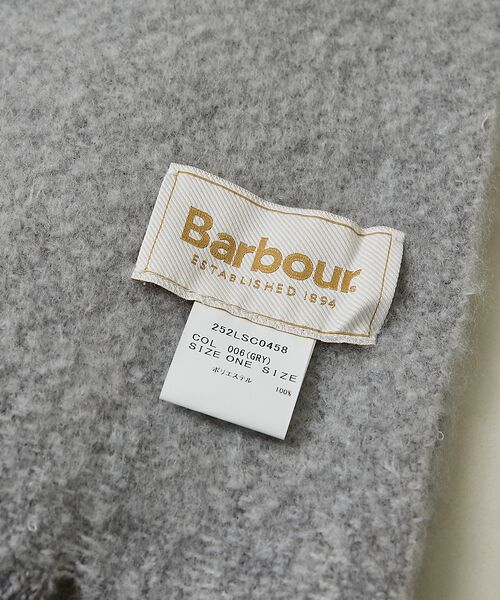 Barbour.
ESTABLISHED 1894
252LSC0458
COL 006(GRY)
SIZE ONE SIZE
ポリエステル 100%